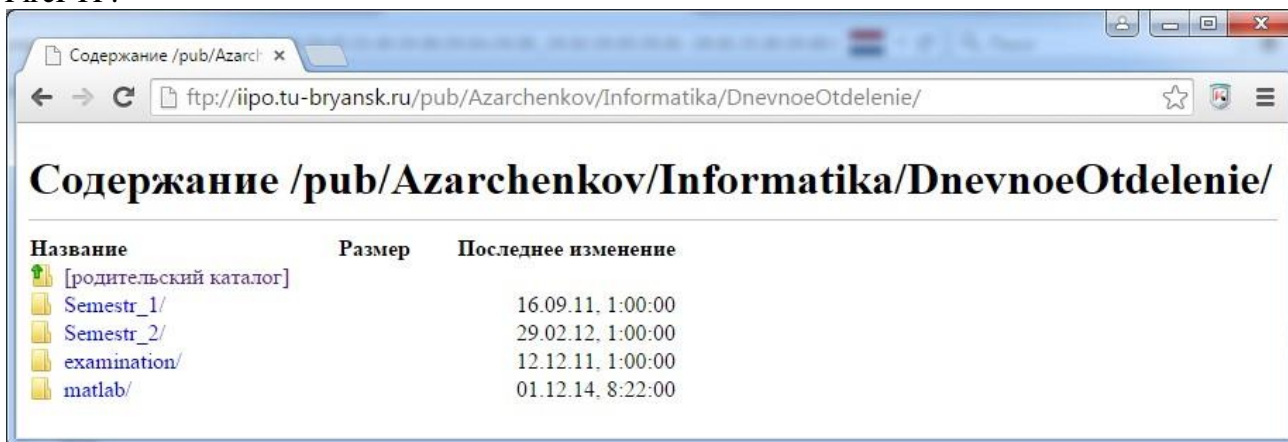 Содержание /pub/Azarch
ftp://iipo.tu-bryansk.ru/pub/Azarchenkov/Informatika/DnevnoeOtdelenie/
Содержание /pub/Azarchenkov/Informatika/DnevnoeOtdelenie/
Название Размер Последнее изменение
[родительский каталог]
Semestr_1/ 16.09.11, 1:00:00
Semestr_2/ 29.02.12, 1:00:00
examination/ 12.12.11, 1:00:00
matlab/ 01.12.14, 8:22:00